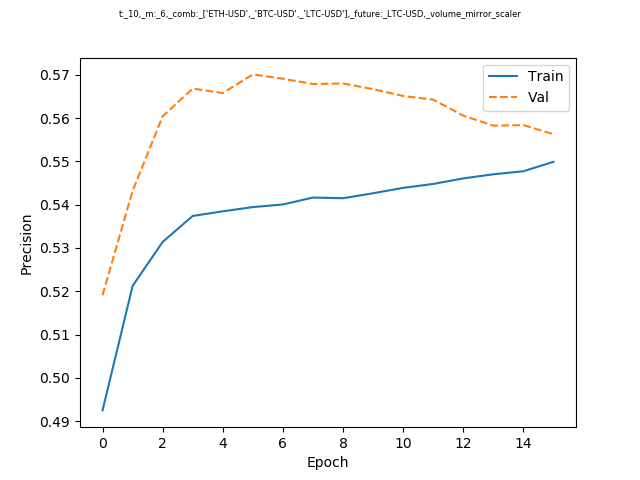 t:_10,_m:_6,_comb:_['ETH-USD',_'BTC-USD',_'LTC-USD'],_future:_LTC-USD,_volume_mirror_scaler
Train
Val
0.57
0.56
0.55
0.54
0.53
0.52
0.51
0.50
0.49
Precision
0 2 4 6 8 10 12 14
Epoch